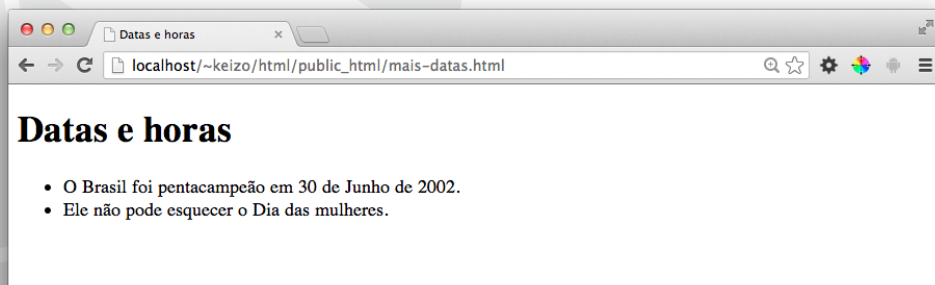 Datas e horas
localhost/~keizo/html/public_html/mais-datas.html
Datas e horas
• O Brasil foi pentacampeão em 30 de Junho de 2002.
• Ele não pode esquecer o Dia das mulheres.